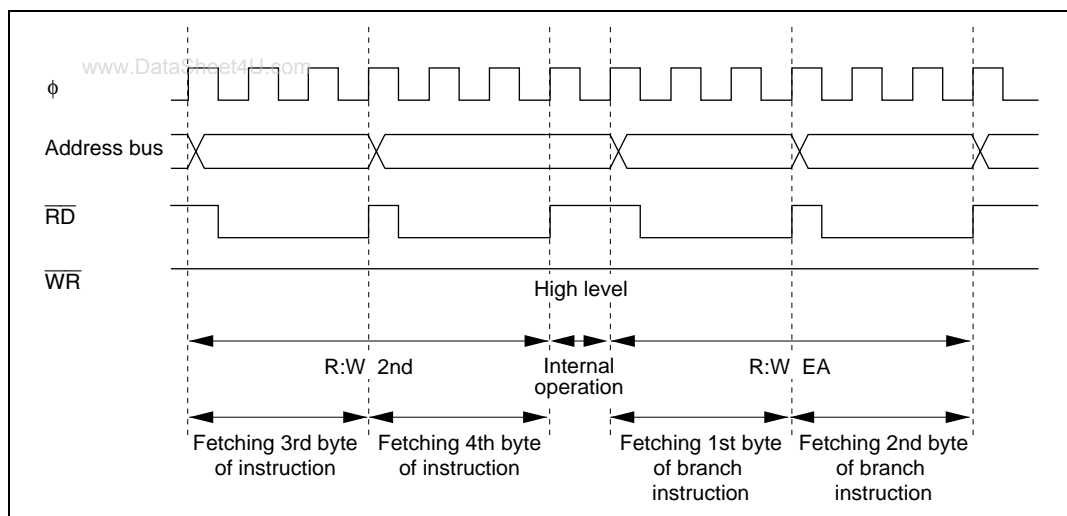 www.DataSheet4U.com
φ
Address bus
RD
WR
High level
R:W 2nd
Internal
operation
R:W EA
Fetching 3rd byte
of instruction
Fetching 4th byte
of instruction
Fetching 1st byte
of branch
instruction
Fetching 2nd byte
of branch
instruction